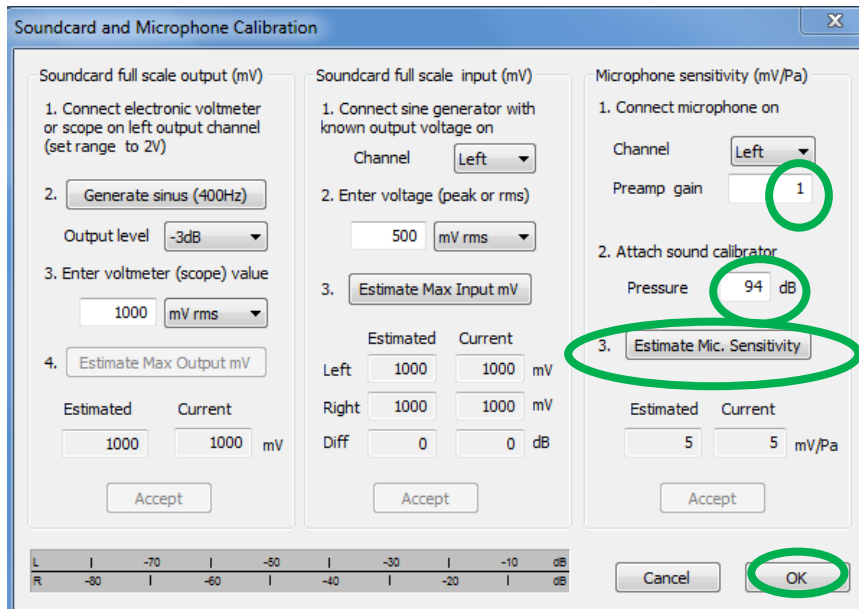 Soundcard and Microphone Calibration
X
Soundcard full scale output (mV)
1. Connect electronic voltmeter
or scope on left output channel
(set range to 2V)
2. Generate sinus (400Hz)
Output level -3dB
3. Enter voltmeter (scope) value
1000 mV rms
4. Estimate Max Output mV
Estimated Current
1000 1000 mV
Accept
Soundcard full scale input (mV)
1. Connect sine generator with
known output voltage on
Channel Left
2. Enter voltage (peak or rms)
500 mV rms
3. Estimate Max Input mV
Estimated Current
Left 1000 1000 mV
Right 1000 1000 mV
Diff 0 0 dB
Accept
Microphone sensitivity (mV/Pa)
1. Connect microphone on
Channel Left
Preamp gain 1
2. Attach sound calibrator
Pressure 94 dB
3. Estimate Mic. Sensitivity
Estimated Current
5 5 mV/Pa
Accept
L -70 -50 -30 -10 dB
R -80 -60 -40 -20 dB
Cancel OK